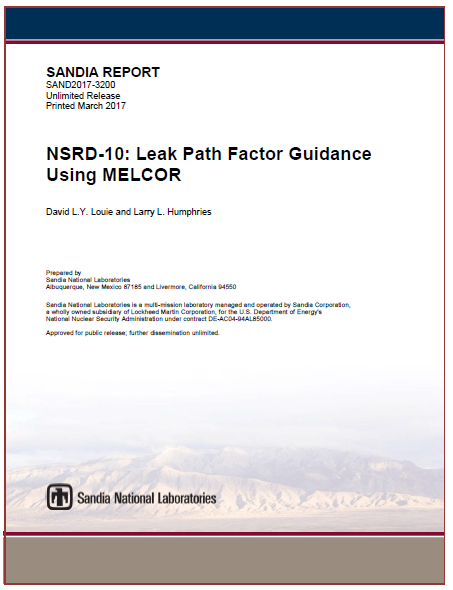 SANDIA REPORT
SAND2017-3200
Unlimited Release
Printed March 2017
NSRD-10: Leak Path Factor Guidance
Using MELCOR
David L.Y. Louie and Larry L. Humphries
Prepared by
Sandia National Laboratories
Albuquerque, New Mexico 87185 and Livermore, California 94550
Sandia National Laboratories is a multi-mission laboratory managed and operated by Sandia Corporation,
a wholly owned subsidiary of Lockheed Martin Corporation, for the U.S. Department of Energy's
National Nuclear Security Administration under contract DE-AC04-94AL85000.
Approved for public release; further dissemination unlimited.
Sandia National Laboratories